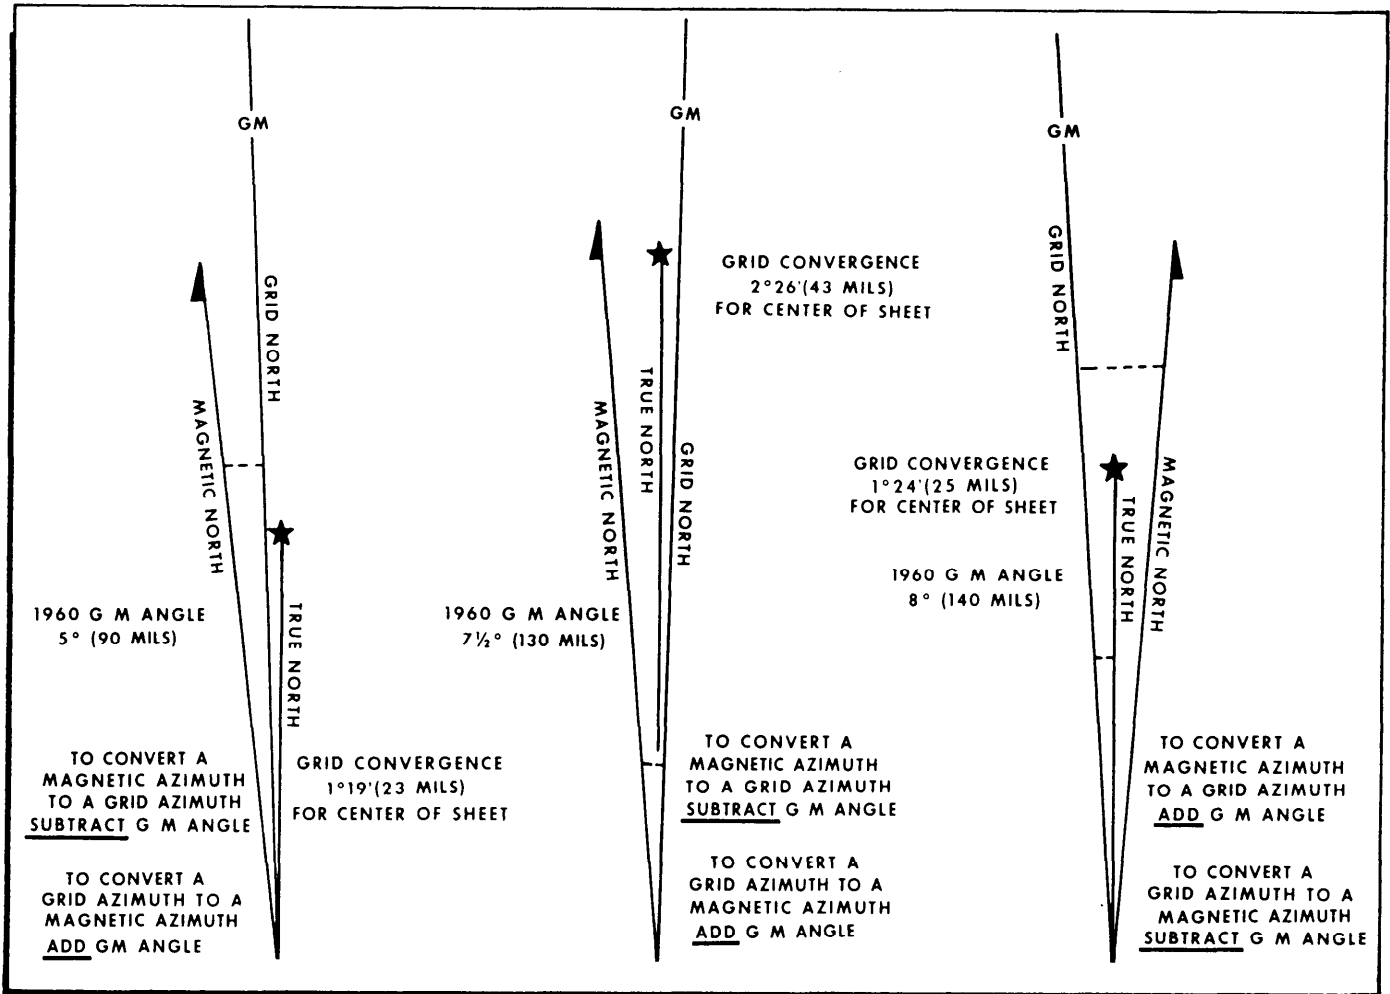 GM
GRID NORTH
MAGNETIC NORTH
TRUE NORTH
1960 G M ANGLE
5° (90 MILS)
GRID CONVERGENCE
1°19'(23 MILS)
FOR CENTER OF SHEET
TO CONVERT A
MAGNETIC AZIMUTH
TO A GRID AZIMUTH
SUBTRACT G M ANGLE
TO CONVERT A
GRID AZIMUTH TO A
MAGNETIC AZIMUTH
ADD GM ANGLE
GM
GRID CONVERGENCE
2°26'(43 MILS)
FOR CENTER OF SHEET
TRUE NORTH
MAGNETIC NORTH
GRID NORTH
1960 G M ANGLE
7½° (130 MILS)
TO CONVERT A
MAGNETIC AZIMUTH
TO A GRID AZIMUTH
SUBTRACT G M ANGLE
TO CONVERT A
GRID AZIMUTH TO A
MAGNETIC AZIMUTH
ADD G M ANGLE
GM
GRID NORTH
GRID CONVERGENCE
1°24'(25 MILS)
FOR CENTER OF SHEET
MAGNETIC NORTH
TRUE NORTH
1960 G M ANGLE
8° (140 MILS)
TO CONVERT A
MAGNETIC AZIMUTH
TO A GRID AZIMUTH
ADD G M ANGLE
TO CONVERT A
GRID AZIMUTH TO A
MAGNETIC AZIMUTH
SUBTRACT G M ANGLE